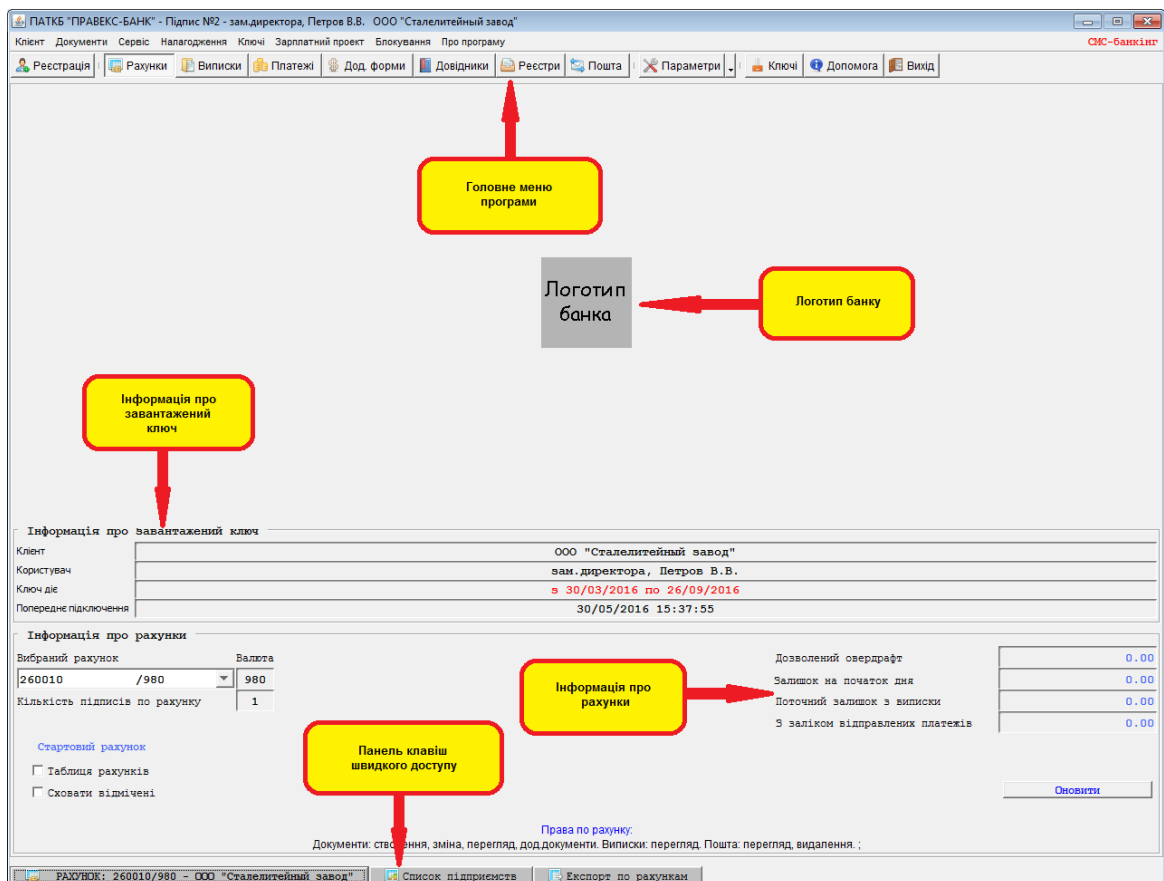 ПАТКБ "ПРАВЕКС-БАНК" - Підпис №2 - зам.директора, Петров В.В. ООО "Сталелитейный завод"
Клієнт Документи Сервіс Налагодження Ключі Зарплатний проект Блокування Про програму СМС-банкінг
Реєстрація Рахунки Виписки Платежі Дод. форми Довідники Реєстри Пошта Параметри Ключі Допомога Вихід
Головне меню
програми
Логотип
банка
Логотип банку
Інформація про
завантажений
ключ
Інформація про завантажений ключ
Клієнт ООО "Сталелитейный завод"
Користувач зам.директора, Петров В.В.
Ключ діє з 30/03/2016 по 26/09/2016
Попереднє підключення 30/05/2016 15:37:55
Інформація про рахунки
Вибраний рахунок Валюта
260010 /980 980
Кількість підписів по рахунку 1
Дозволений овердрафт 0.00
Залишок на початок дня 0.00
Поточний залишок з виписки 0.00
З заліком відправлених платежів 0.00
Інформація про
рахунки
Стартовий рахунок
Таблиця рахунків
Сховати відмічені
Панель клавіш
швидкого доступу
Оновити
Права по рахунку:
Документи: створення, зміна, перегляд, дод.документи. Виписки: перегляд. Пошта: перегляд, видалення. ;
РАХУНОК: 260010/980 - ООО "Сталелитейный завод" Список підприємств Експорт по рахункам